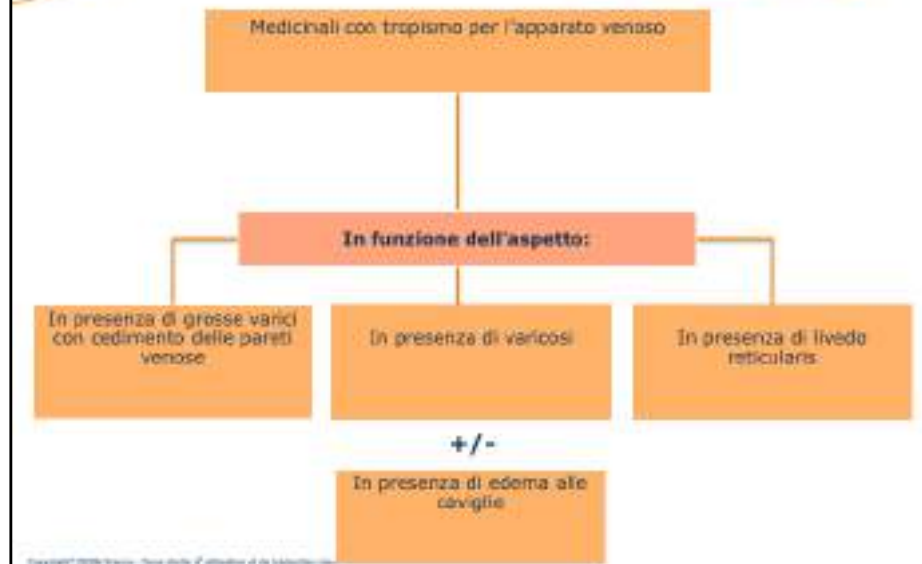 Medicinali con tropismo per l'apparato venoso
In funzione dell'aspetto:
In presenza di grosse varici
con cedimento delle pareti
venose
In presenza di varicosi
In presenza di livedo
reticularis
+/-
In presenza di edema alle
caviglie